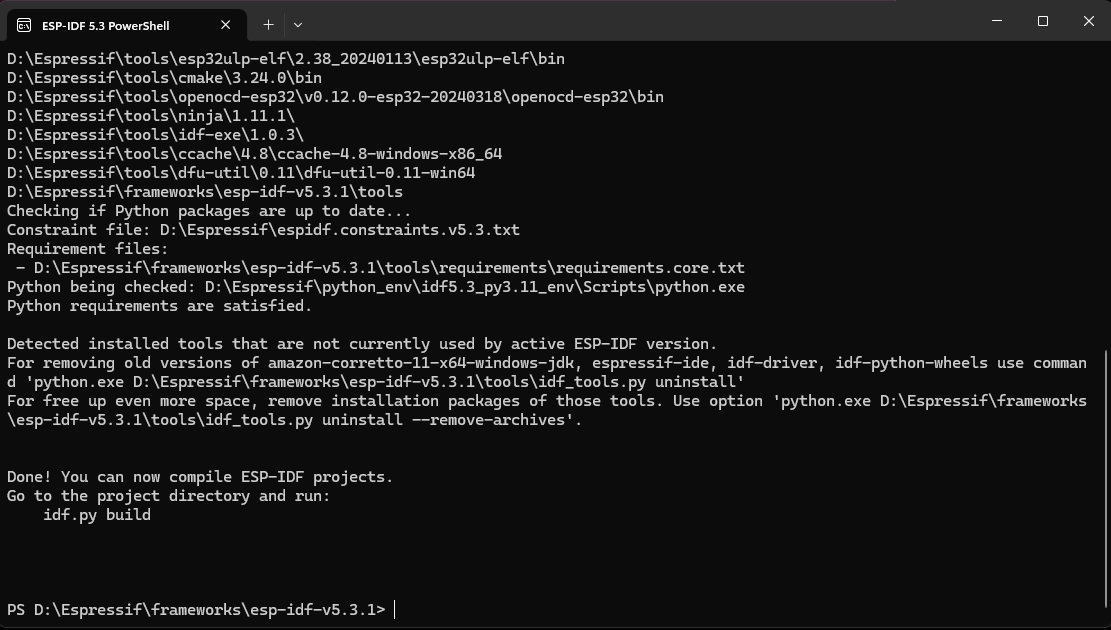 ESP-IDF 5.3 PowerShell
D:\Espressif\tools\esp32ulp-elf\2.38_20240113\esp32ulp-elf\bin
D:\Espressif\tools\cmake\3.24.0\bin
D:\Espressif\tools\openocd-esp32\v0.12.0-esp32-20240318\openocd-esp32\bin
D:\Espressif\tools\ninja\1.11.1\
D:\Espressif\tools\idf-exe\1.0.3\
D:\Espressif\tools\ccache\4.8\ccache-4.8-windows-x86_64
D:\Espressif\tools\dfu-util\0.11\dfu-util-0.11-win64
D:\Espressif\frameworks\esp-idf-v5.3.1\tools
Checking if Python packages are up to date...
Constraint file: D:\Espressif\espidf.constraints.v5.3.txt
Requirement files:
 - D:\Espressif\frameworks\esp-idf-v5.3.1\tools\requirements\requirements.core.txt
Python being checked: D:\Espressif\python_env\idf5.3_py3.11_env\Scripts\python.exe
Python requirements are satisfied.
Detected installed tools that are not currently used by active ESP-IDF version.
For removing old versions of amazon-corretto-11-x64-windows-jdk, espressif-ide, idf-driver, idf-python-wheels use comman
d 'python.exe D:\Espressif\frameworks\esp-idf-v5.3.1\tools\idf_tools.py uninstall'
For free up even more space, remove installation packages of those tools. Use option 'python.exe D:\Espressif\frameworks
\esp-idf-v5.3.1\tools\idf_tools.py uninstall --remove-archives'.
Done! You can now compile ESP-IDF projects.
Go to the project directory and run:
    idf.py build
PS D:\Espressif\frameworks\esp-idf-v5.3.1>